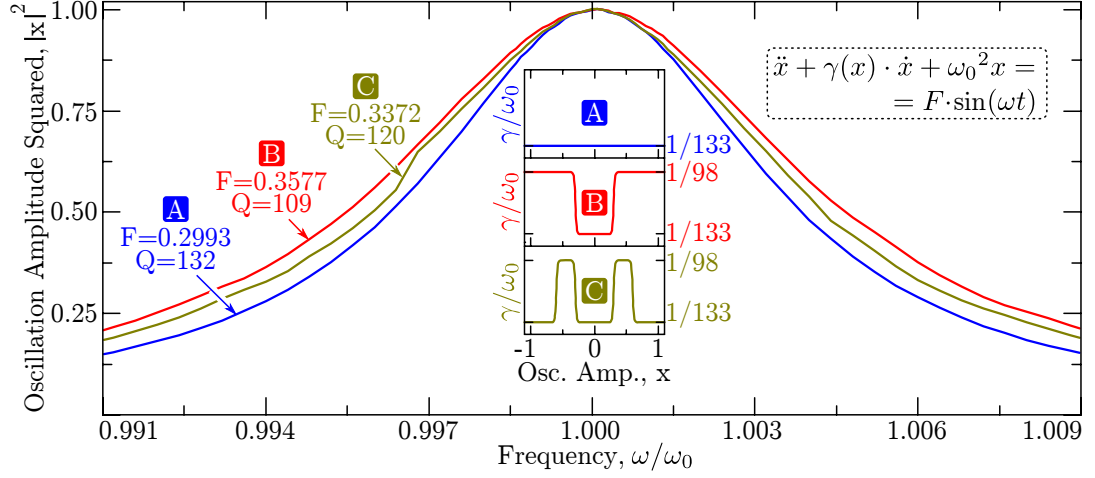 Oscillation Amplitude Squared, |x|²
1.00
0.75
0.50
0.25
C
F=0.3372
Q=120
B
F=0.3577
Q=109
A
F=0.2993
Q=132
ẍ + γ(x) · ẋ + ω₀²x =
= F·sin(ωt)
γ/ω₀
A
1/133
γ/ω₀
1/98
B
1/133
γ/ω₀
1/98
C
1/133
-1 0 1
Osc. Amp., x
0.991 0.994 0.997 1.000 1.003 1.006 1.009
Frequency, ω/ω₀